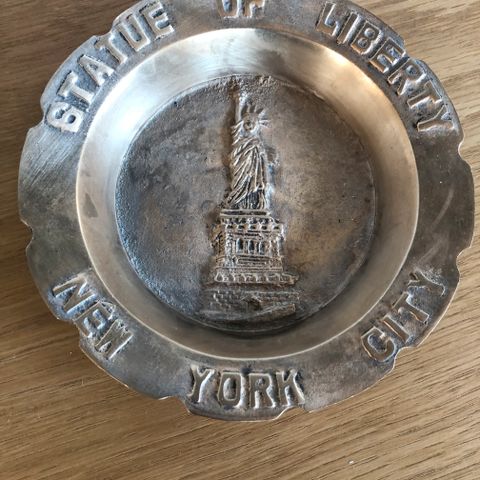 STATUE OF LIBERTY
NEW YORK CITY